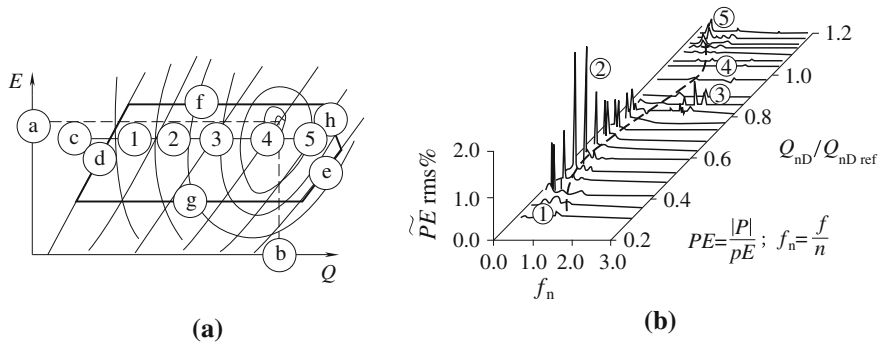 E
a
c
d
1
2
3
4
5
f
h
g
e
b
Q
(a)
2.0
1.0
0.0
P̃E rms%
0.0 1.0 2.0 3.0
f_n
0.2
0.4
0.6
0.8
1.0
1.2
Q_nD/Q_nD ref
1
2
3
4
5
PE=|P|/pE ; f_n=f/n
(b)